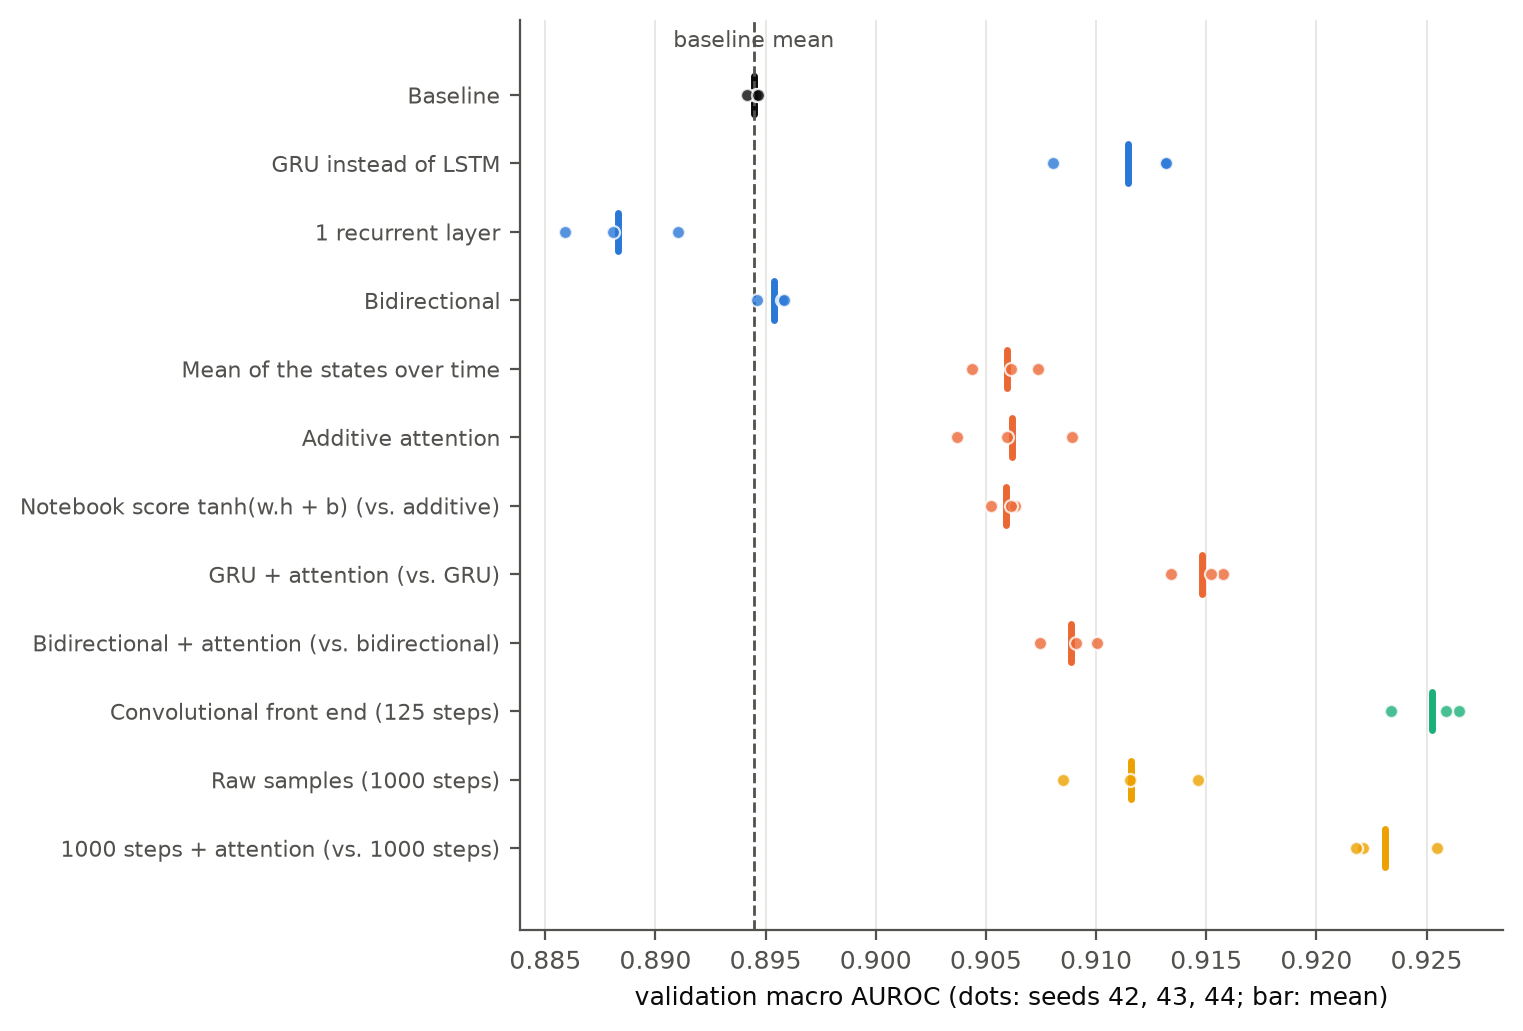 baseline mean
Baseline
GRU instead of LSTM
1 recurrent layer
Bidirectional
Mean of the states over time
Additive attention
Notebook score tanh(w.h + b) (vs. additive)
GRU + attention (vs. GRU)
Bidirectional + attention (vs. bidirectional)
Convolutional front end (125 steps)
Raw samples (1000 steps)
1000 steps + attention (vs. 1000 steps)
0.885 0.890 0.895 0.900 0.905 0.910 0.915 0.920 0.925
validation macro AUROC (dots: seeds 42, 43, 44; bar: mean)